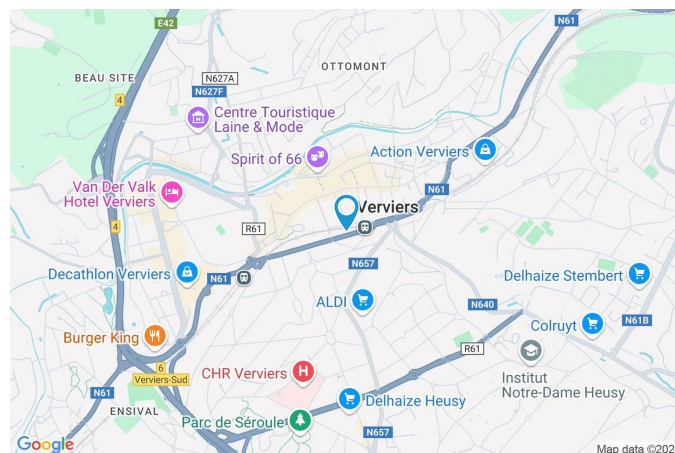 E42
N61
OTTOMONT
BEAU SITE
N627A
4
N627F
Centre Touristique
Laine & Mode
Spirit of 66
Action Verviers
Van Der Valk
Hotel Verviers
N61
Verviers
4
R61
Decathlon Verviers
N61
N657
Delhaize Stembert
ALDI
N640
Colruyt
N61B
Burger King
R61
6
Verviers-Sud
CHR Verviers
H
Institut
Notre-Dame Heusy
N61
Delhaize Heusy
ENSIVAL
Parc de Séroule
N657
Google
Map data ©202